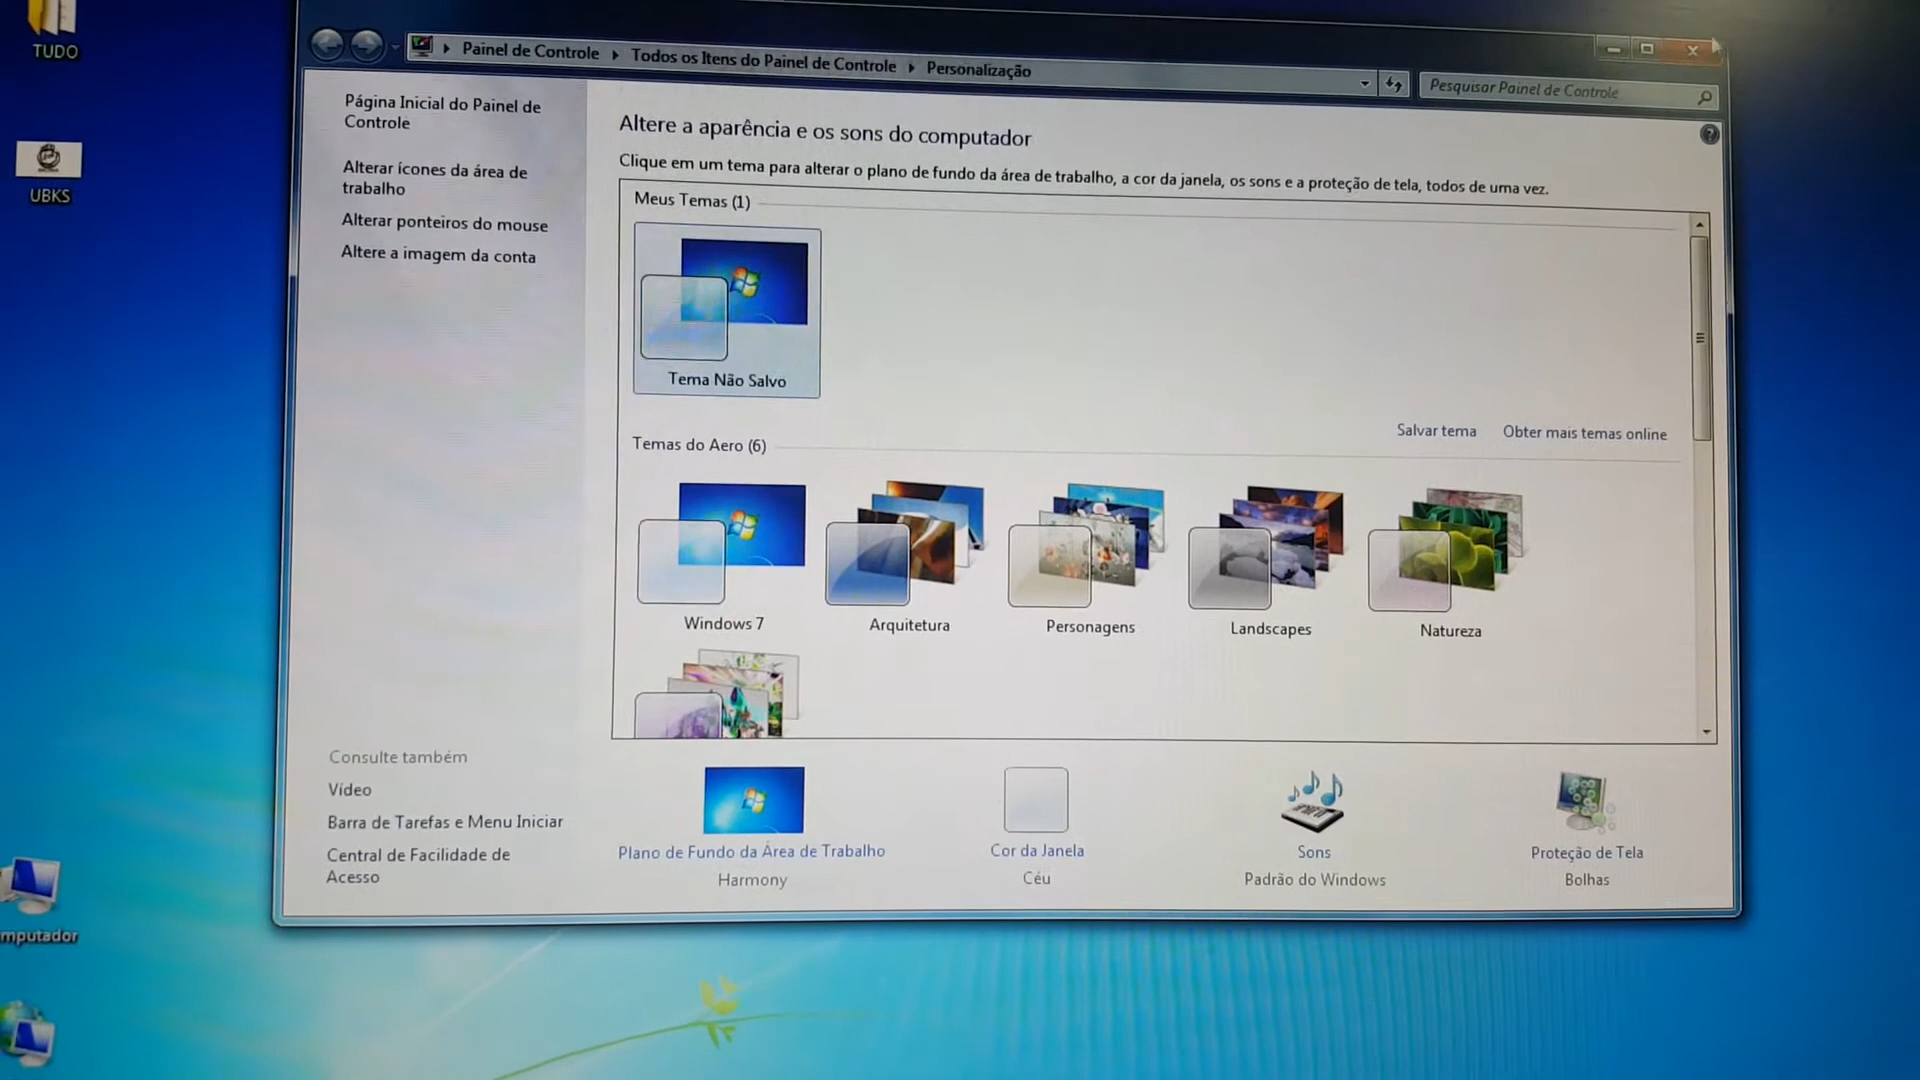 TUDO
UBKS
Painel de Controle
Todos os Itens do Painel de Controle
Personalização
Pesquisar Painel de Controle
Página Inicial do Painel de
Controle
Alterar ícones da área de
trabalho
Alterar ponteiros do mouse
Altere a imagem da conta
Altere a aparência e os sons do computador
Clique em um tema para alterar o plano de fundo da área de trabalho, a cor da janela, os sons e a proteção de tela, todos de uma vez.
Meus Temas (1)
Tema Não Salvo
Salvar tema
Obter mais temas online
Temas do Aero (6)
Windows 7
Arquitetura
Personagens
Landscapes
Natureza
Consulte também
Vídeo
Barra de Tarefas e Menu Iniciar
Central de Facilidade de
Acesso
Plano de Fundo da Área de Trabalho
Harmony
Cor da Janela
Céu
Sons
Padrão do Windows
Proteção de Tela
Bolhas
mputador